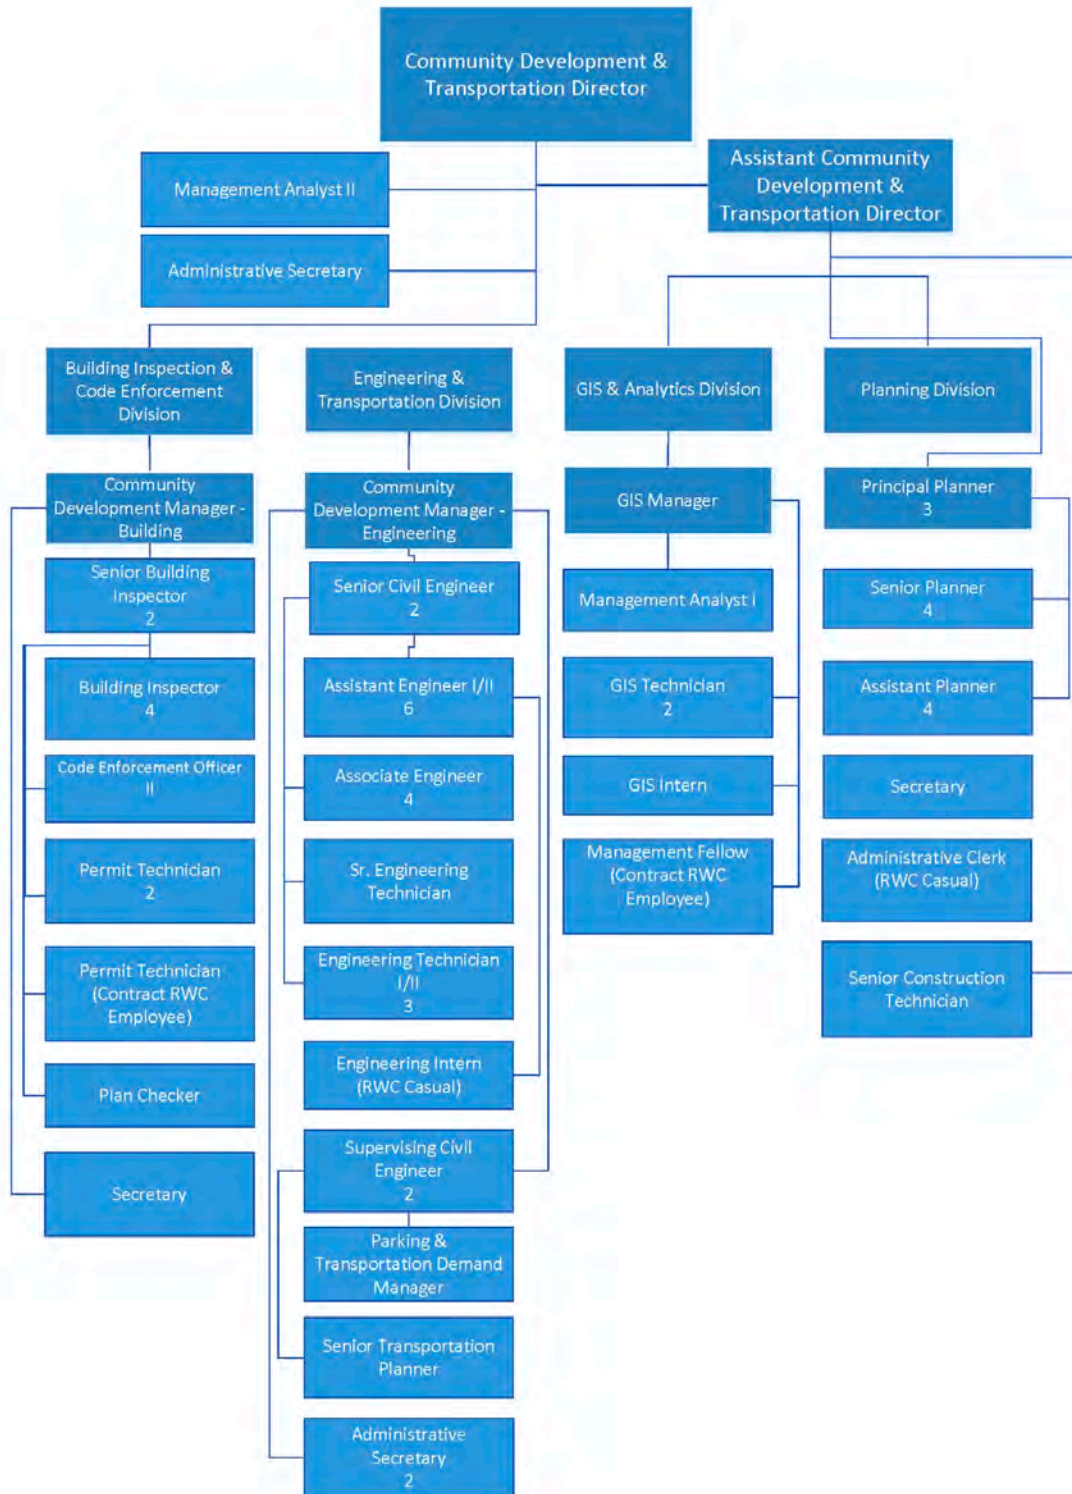 Community Development &
Transportation Director
Management Analyst II
Assistant Community
Development &
Transportation Director
Administrative Secretary
Building Inspection &
Code Enforcement
Division
Community
Development Manager -
Building
Senior Building
Inspector
2
Building Inspector
4
Code Enforcement Officer
II
Permit Technician
2
Permit Technician
(Contract RWC
Employee)
Plan Checker
Secretary
Engineering &
Transportation Division
Community
Development Manager -
Engineering
Senior Civil Engineer
2
Assistant Engineer I/II
6
Associate Engineer
4
Sr. Engineering
Technician
Engineering Technician
I/II
3
Engineering Intern
(RWC Casual)
Supervising Civil
Engineer
2
Parking &
Transportation Demand
Manager
Senior Transportation
Planner
Administrative
Secretary
2
GIS & Analytics Division
GIS Manager
Management Analyst I
GIS Technician
2
GIS Intern
Management Fellow
(Contract RWC
Employee)
Planning Division
Principal Planner
3
Senior Planner
4
Assistant Planner
4
Secretary
Administrative Clerk
(RWC Casual)
Senior Construction
Technician